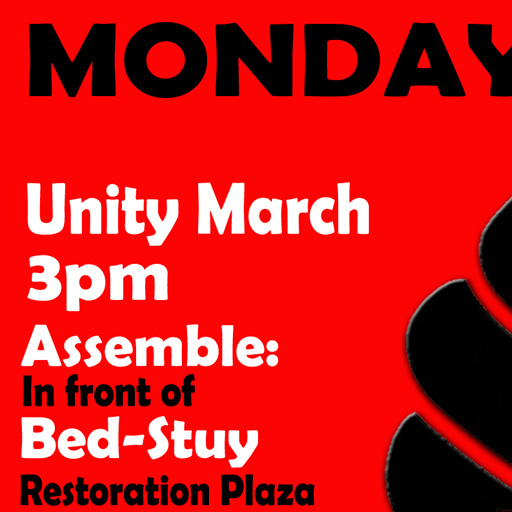 MONDAY
Unity March
3pm
Assemble:
In front of
Bed-Stuy
Restoration Plaza